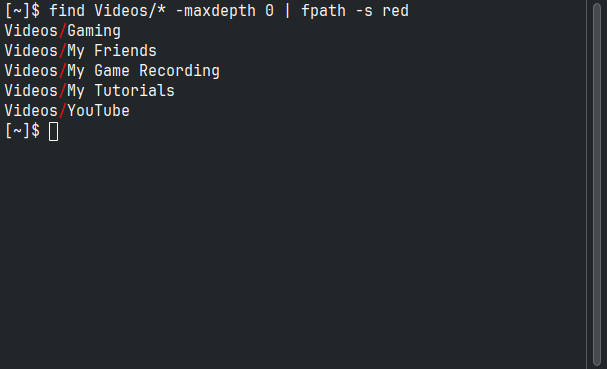 [~]$ find Videos/* -maxdepth 0 | fpath -s red
Videos/Gaming
Videos/My Friends
Videos/My Game Recording
Videos/My Tutorials
Videos/YouTube
[~]$